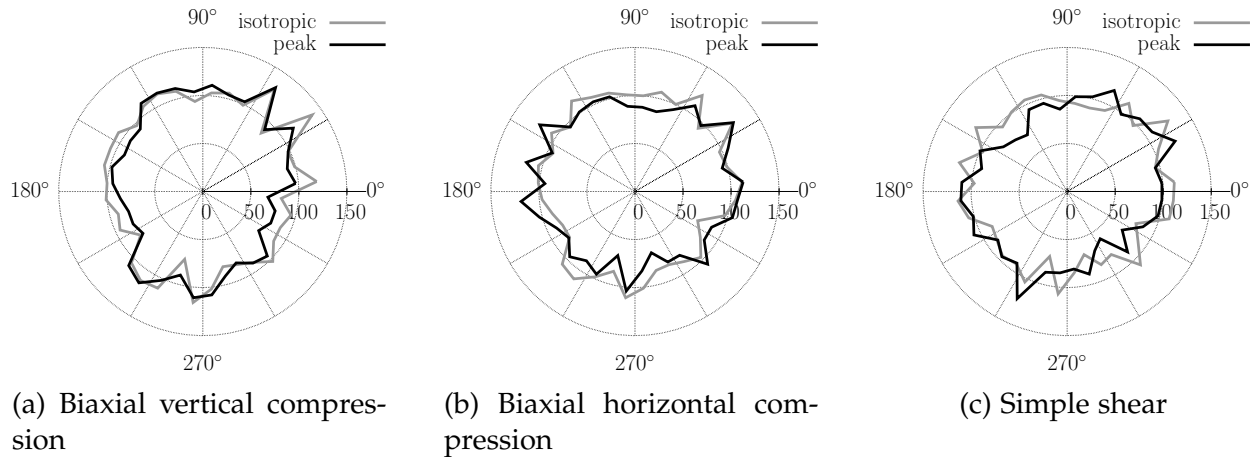 90°
isotropic
peak
180°
0°
0 50 100 150
270°
(a) Biaxial vertical compres-
sion
90°
isotropic
peak
180°
0°
0 50 100 150
270°
(b) Biaxial horizontal com-
pression
90°
isotropic
peak
180°
0°
0 50 100 150
270°
(c) Simple shear